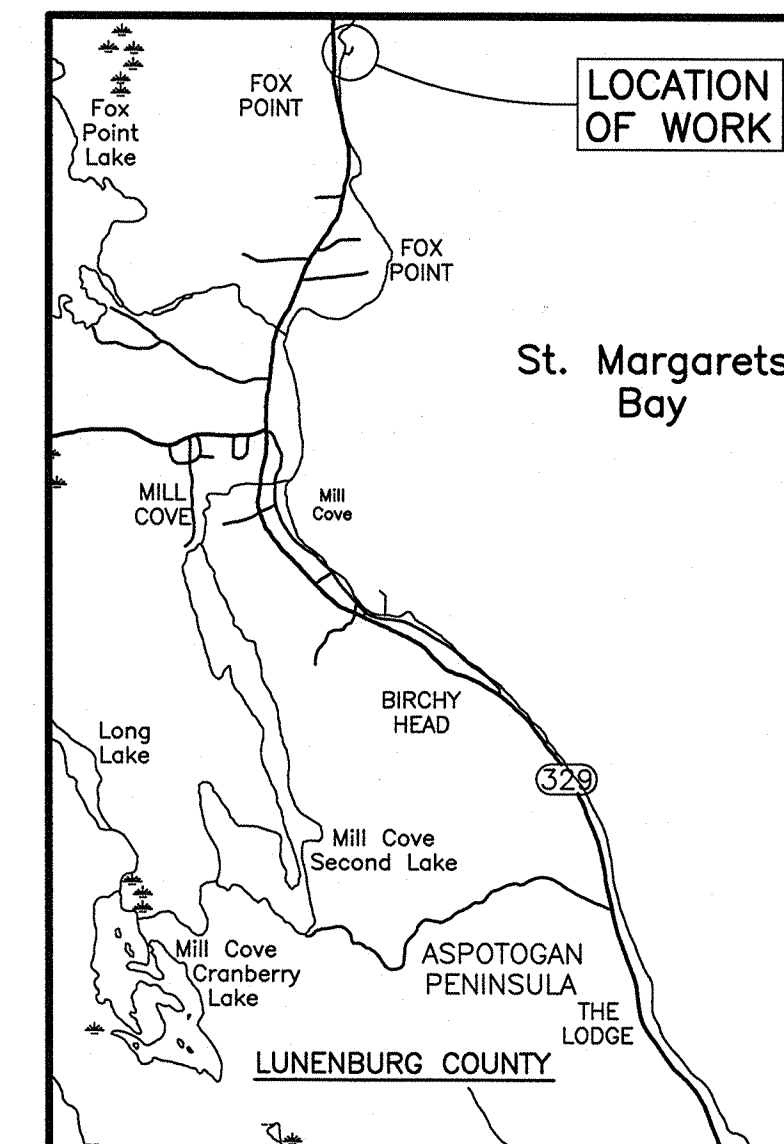 LOCATION
OF WORK
FOX
POINT
Fox
Point
Lake
FOX
POINT
St. Margarets
Bay
MILL
COVE
Mill
Cove
BIRCHY
HEAD
Long
Lake
329
Mill Cove
Second Lake
Mill Cove
Cranberry
Lake
ASPOTOGAN
PENINSULA
THE
LODGE
LUNENBURG COUNTY